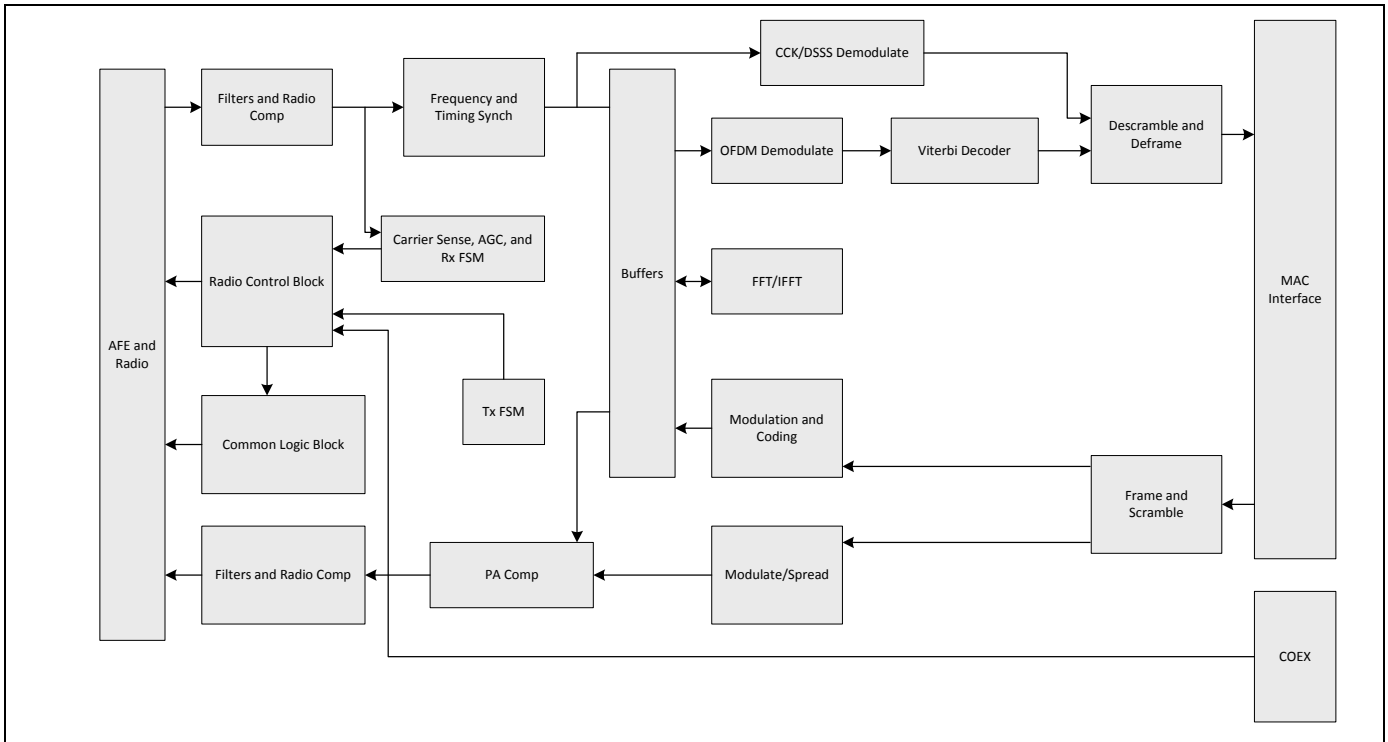 CCK/DSSS Demodulate
Filters and Radio
Comp
Frequency and
Timing Synch
Descramble and
Deframe
OFDM Demodulate
Viterbi Decoder
Carrier Sense, AGC, and
Rx FSM
Radio Control Block
Buffers
FFT/IFFT
MAC
Interface
AFE and
Radio
Tx FSM
Modulation and
Coding
Common Logic Block
Frame and
Scramble
Filters and Radio Comp
PA Comp
Modulate/Spread
COEX